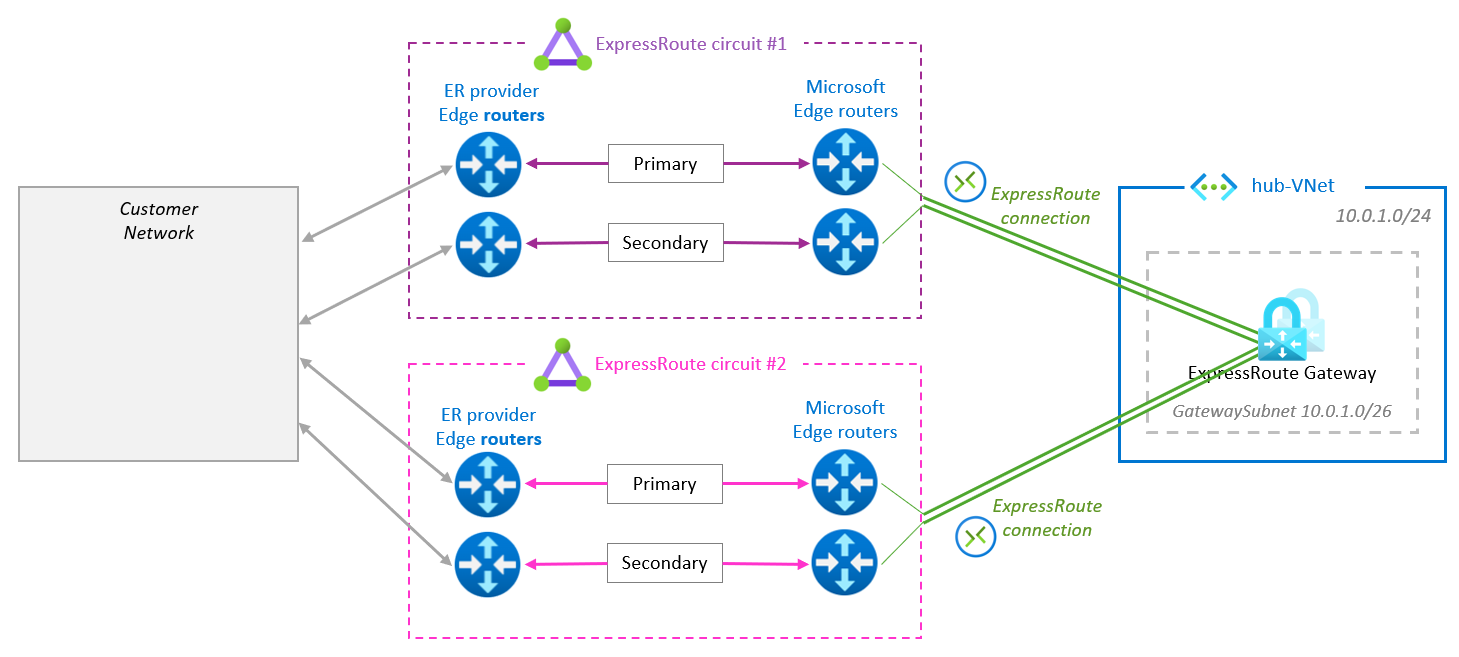 ExpressRoute circuit #1
ER provider
Edge routers
Microsoft
Edge routers
Primary
Secondary
Customer
Network
ExpressRoute
connection
hub-VNet
10.0.1.0/24
ExpressRoute Gateway
GatewaySubnet 10.0.1.0/26
ExpressRoute circuit #2
ER provider
Edge routers
Microsoft
Edge routers
Primary
Secondary
ExpressRoute
connection